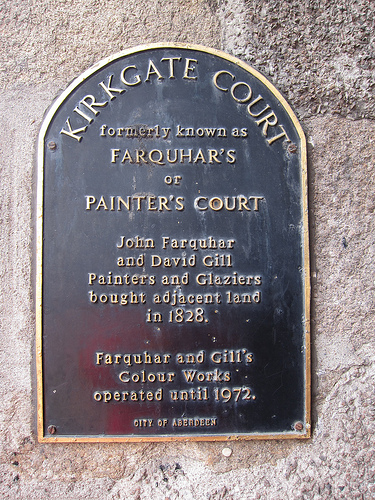 KIRKGATE COURT
formerly known as
FARQUHAR'S
or
PAINTER'S COURT
John Farquhar
and David Gill
Painters and Glaziers
bought adjacent land
in 1828.
Farquhar and Gill's
Colour Works
operated until 1972.
CITY OF ABERDEEN